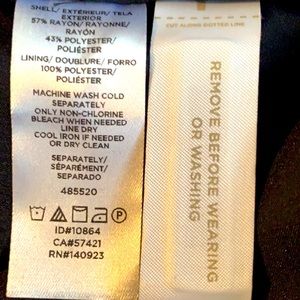 SHELL/ EXTÉRIEUR/ TELA
EXTERIOR
57% RAYON/ RAYONNE/
RAYÓN
43% POLYESTER/
POLIÉSTER
LINING/ DOUBLURE/ FORRO
100% POLYESTER/
POLIÉSTER
MACHINE WASH COLD
SEPARATELY
ONLY NON-CHLORINE
BLEACH WHEN NEEDED
LINE DRY
COOL IRON IF NEEDED
OR DRY CLEAN
SEPARATELY/
SÉPARÉMENT/
SEPARADO
485520
ID#10864
CA#57421
RN#140923
CUT ALONG DOTTED LINE
REMOVE BEFORE WEARING
OR WASHING